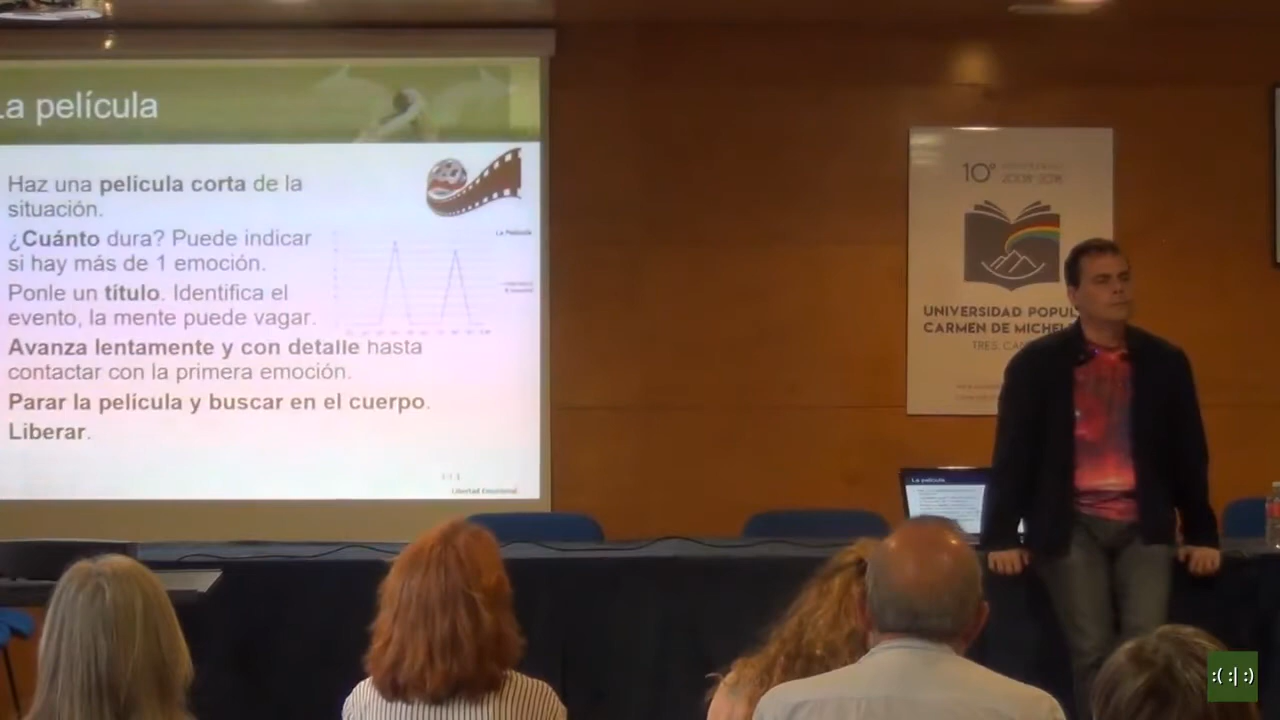 La película
Haz una película corta de la
situación.
¿Cuánto dura? Puede indicar
si hay más de 1 emoción.
Ponle un título. Identifica el
evento, la mente puede vagar.
Avanza lentamente y con detalle hasta
contactar con la primera emoción.
Parar la película y buscar en el cuerpo.
Liberar.
La Película
Libertad Emocional
10º
2008-2018
UNIVERSIDAD POPUL
CARMEN DE MICHE
TRES CAN
La película
:( :| :)